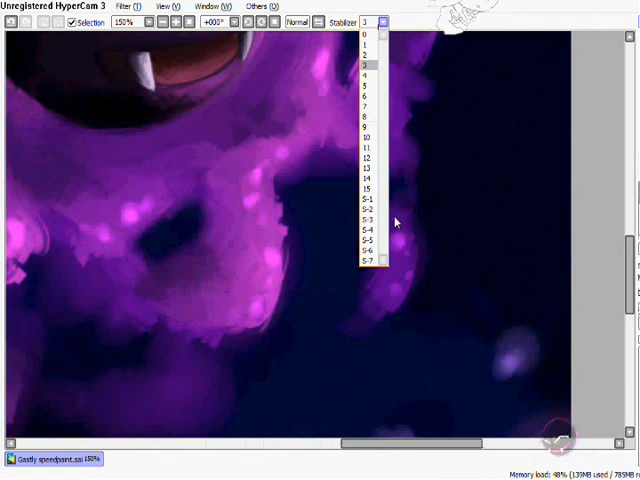 Unregistered HyperCam 3
Filter (T) View (V) Window (W) Others (O)
150% Selection +000° Normal Stabilizer 3
0
1
2
3
4
5
6
7
8
9
10
11
12
13
14
15
S-1
S-2
S-3
S-4
S-5
S-6
S-7
Gastly speedpaint.sai 150%
Memory load: 48% (139MB used / 785MB